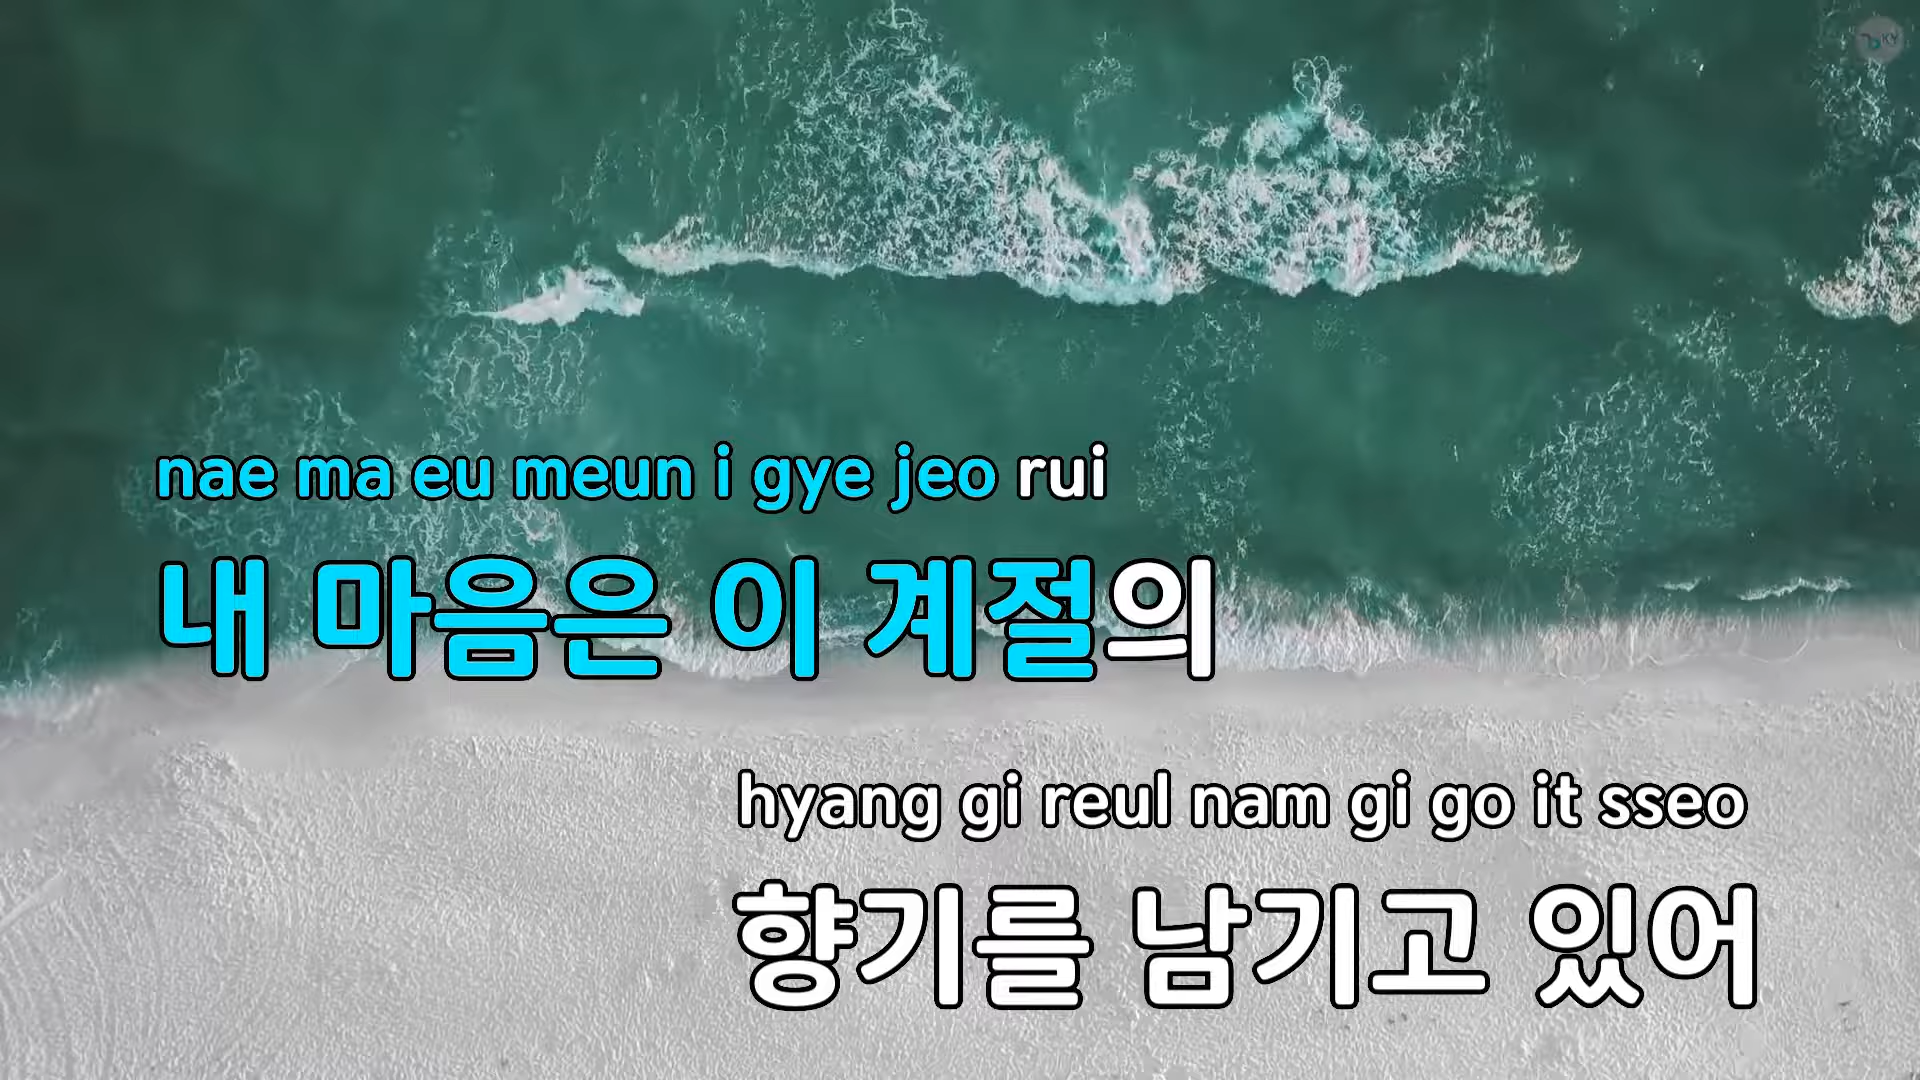 KY
nae ma eu meun i gye jeo rui
내 마음은 이 계절의
hyang gi reul nam gi go it sseo
향기를 남기고 있어